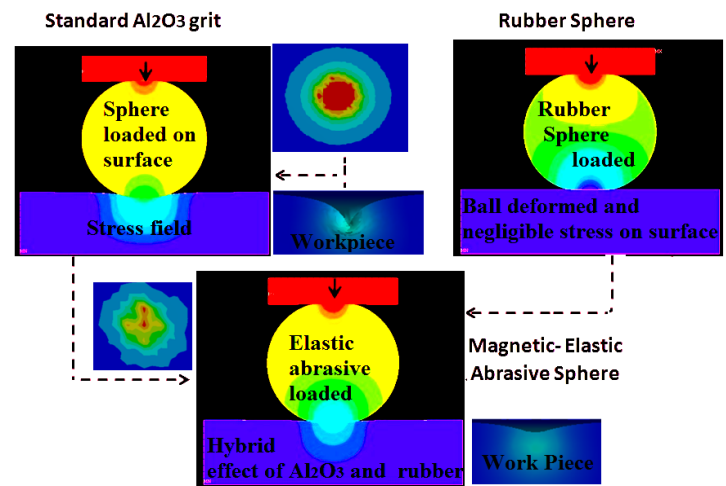 Standard Al2O3 grit
Rubber Sphere
Sphere
loaded on
surface
Stress field
Workpiece
Rubber
Sphere
loaded
Ball deformed and
negligible stress on surface
Elastic
abrasive
loaded
Magnetic- Elastic
Abrasive Sphere
Hybrid
effect of Al2O3 and rubber
Work Piece